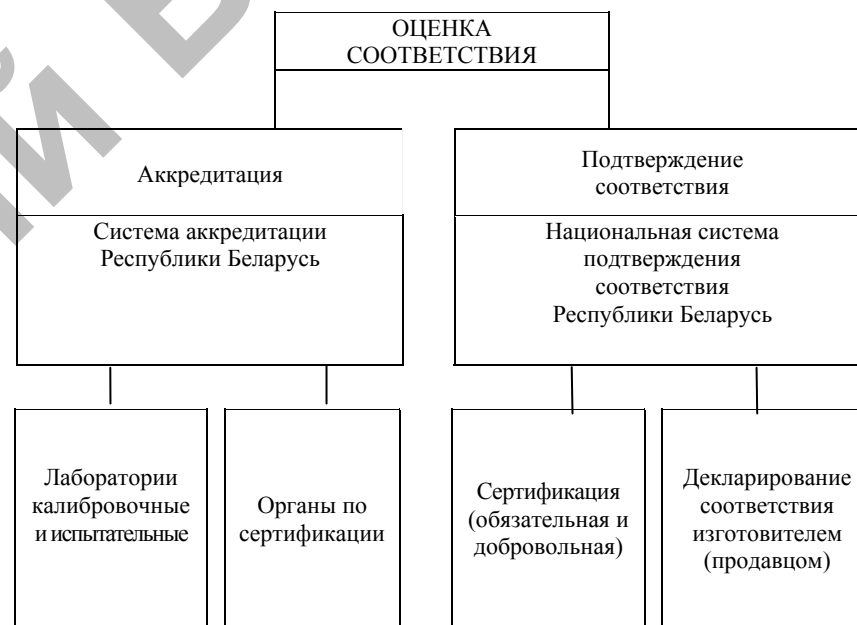 ОЦЕНКА
СООТВЕТСТВИЯ
Аккредитация
Система аккредитации
Республики Беларусь
Подтверждение
соответствия
Национальная система
подтверждения
соответствия
Республики Беларусь
Лаборатории
калибровочные
и испытательные
Органы по
сертификации
Сертификация
(обязательная и
добровольная)
Декларирование
соответствия
изготовителем
(продавцом)